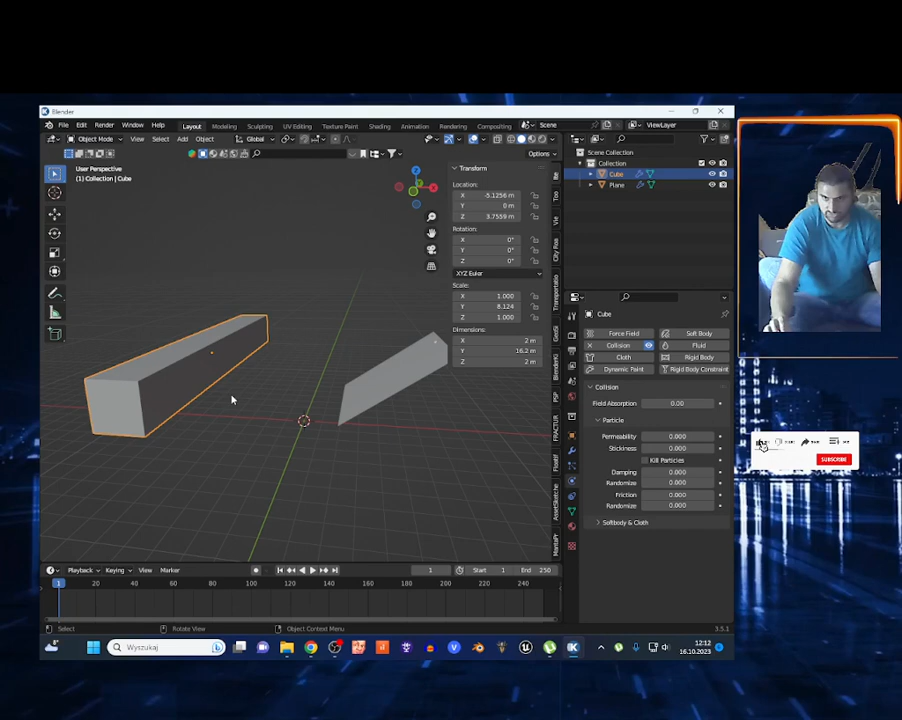 Blender
File Edit Render Window Help Layout Modeling Sculpting UV Editing Texture Paint Shading Animation Rendering Compositing Scene ViewLayer
Object Mode View Select Add Object Global
Options
User Perspective
(1) Collection | Cube
Transform
Location:
X -5.1256 m
Y 0 m
Z 3.7559 m
Rotation:
X 0°
Y 0°
Z 0°
XYZ Euler
Scale:
X 1.000
Y 8.124
Z 1.000
Dimensions:
X 2 m
Y 16.2 m
Z 2 m
Scene Collection
Collection
Cube
Plane
Cube
Force Field Soft Body
Collision Fluid
Cloth Rigid Body
Dynamic Paint Rigid Body Constraint
Collision
Field Absorption 0.00
Particle
Permeability 0.000
Stickiness 0.000
Kill Particles
Damping 0.000
Randomize 0.000
Friction 0.000
Randomize 0.000
Softbody & Cloth
SUBSCRIBE
Playback Keying View Marker 1 Start 1 End 250
1 20 40 60 80 100 120 140 160 180 200 220 240
Select Rotate View Object Context Menu 3.5.1
Wyszukaj
12:12
16.10.2023